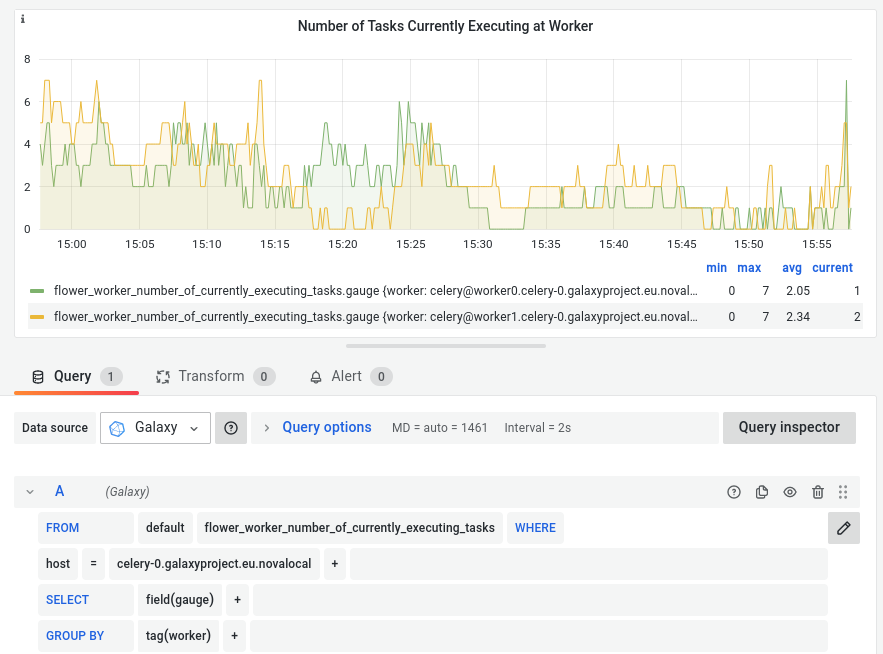 Number of Tasks Currently Executing at Worker
8
6
4
2
0
15:00 15:05 15:10 15:15 15:20 15:25 15:30 15:35 15:40 15:45 15:50 15:55
min max avg current
flower_worker_number_of_currently_executing_tasks.gauge {worker: celery@worker0.celery-0.galaxyproject.eu.noval... 0 7 2.05 1
flower_worker_number_of_currently_executing_tasks.gauge {worker: celery@worker1.celery-0.galaxyproject.eu.noval... 0 7 2.34 2
Query 1 Transform 0 Alert 0
Data source Galaxy Query options MD = auto = 1461 Interval = 2s Query inspector
A (Galaxy)
FROM default flower_worker_number_of_currently_executing_tasks WHERE
host = celery-0.galaxyproject.eu.novalocal +
SELECT field(gauge) +
GROUP BY tag(worker) +